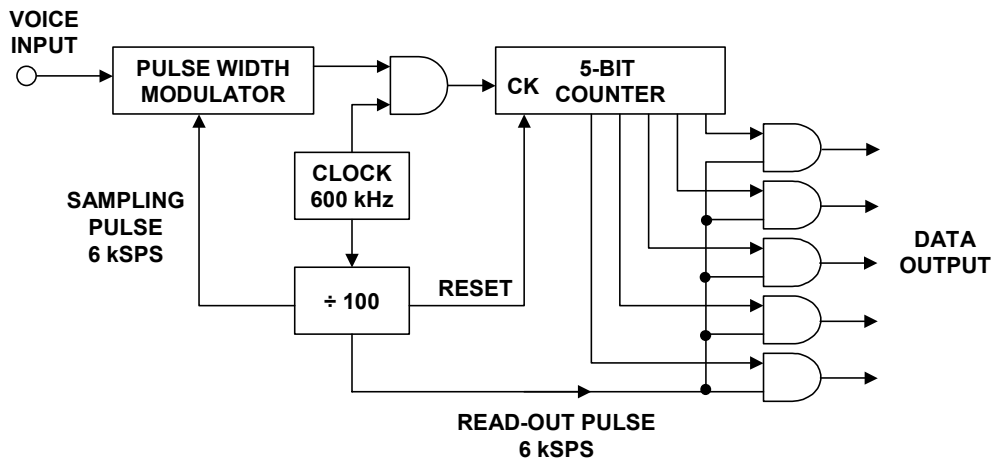 VOICE
INPUT
PULSE WIDTH
MODULATOR
CK
5-BIT
COUNTER
CLOCK
600 kHz
SAMPLING
PULSE
6 kSPS
÷ 100
RESET
DATA
OUTPUT
READ-OUT PULSE
6 kSPS